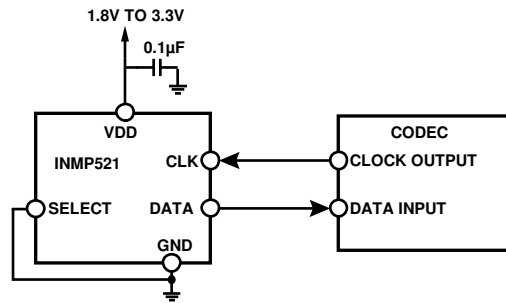 1.8V TO 3.3V
0.1µF
VDD
CODEC
INMP521
CLK
CLOCK OUTPUT
SELECT
DATA
DATA INPUT
GND